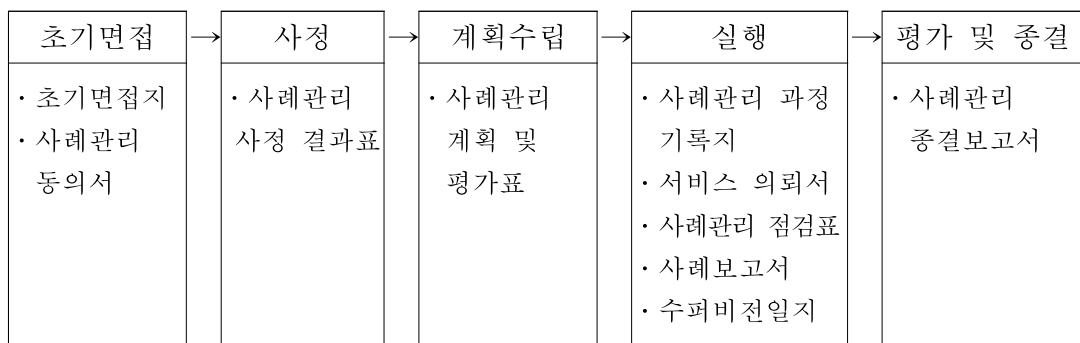 초기면접 → 사정 → 계획수립 → 실행 → 평가 및 종결
· 초기면접지
· 사례관리
동의서
· 사례관리
사정 결과표
· 사례관리
계획 및
평가표
· 사례관리 과정
기록지
· 서비스 의뢰서
· 사례관리 점검표
· 사례보고서
· 수퍼비전일지
· 사례관리
종결보고서